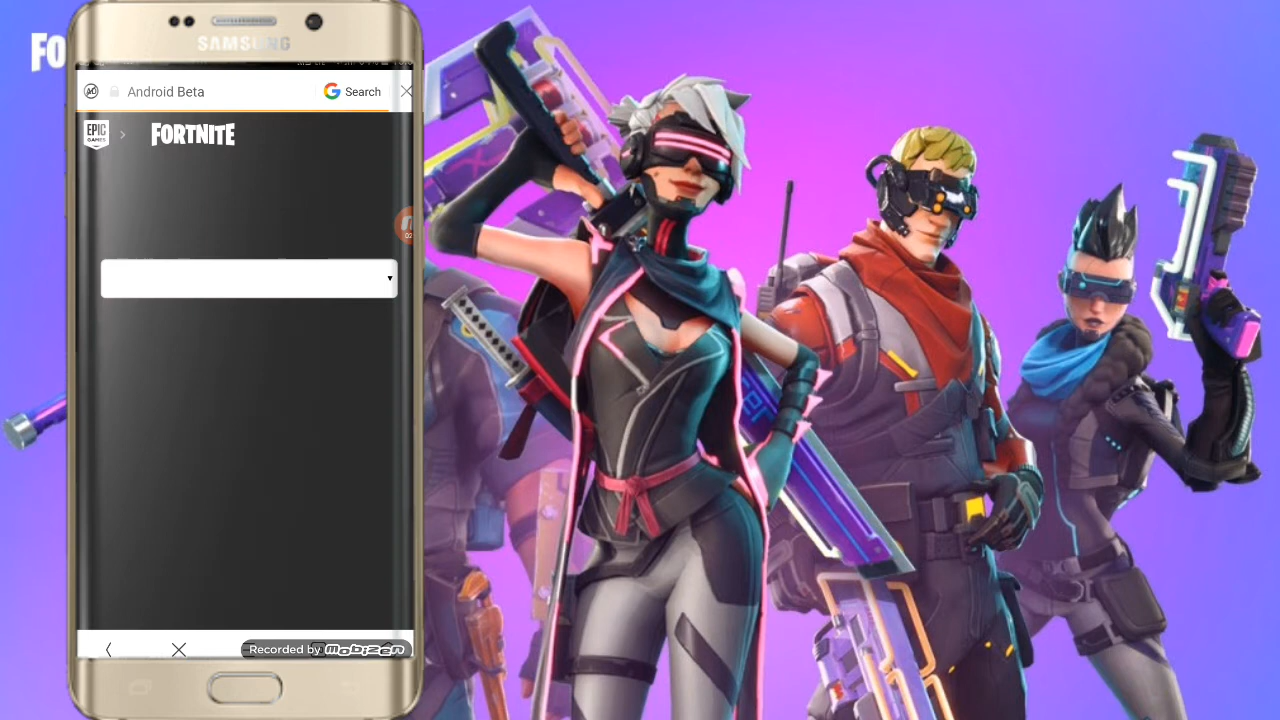 FO
SAMSUNG
Android Beta
Search
EPIC
GAMES
FORTNITE
Recorded by mobizen